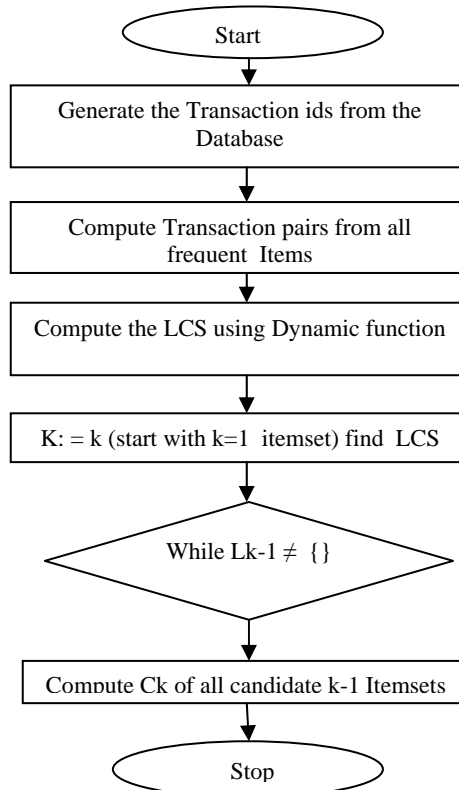 Start
Generate the Transaction ids from the
Database
Compute Transaction pairs from all
frequent Items
Compute the LCS using Dynamic function
K: = k (start with k=1 itemset) find LCS
While Lk-1 ≠ {}
Compute Ck of all candidate k-1 Itemsets
Stop